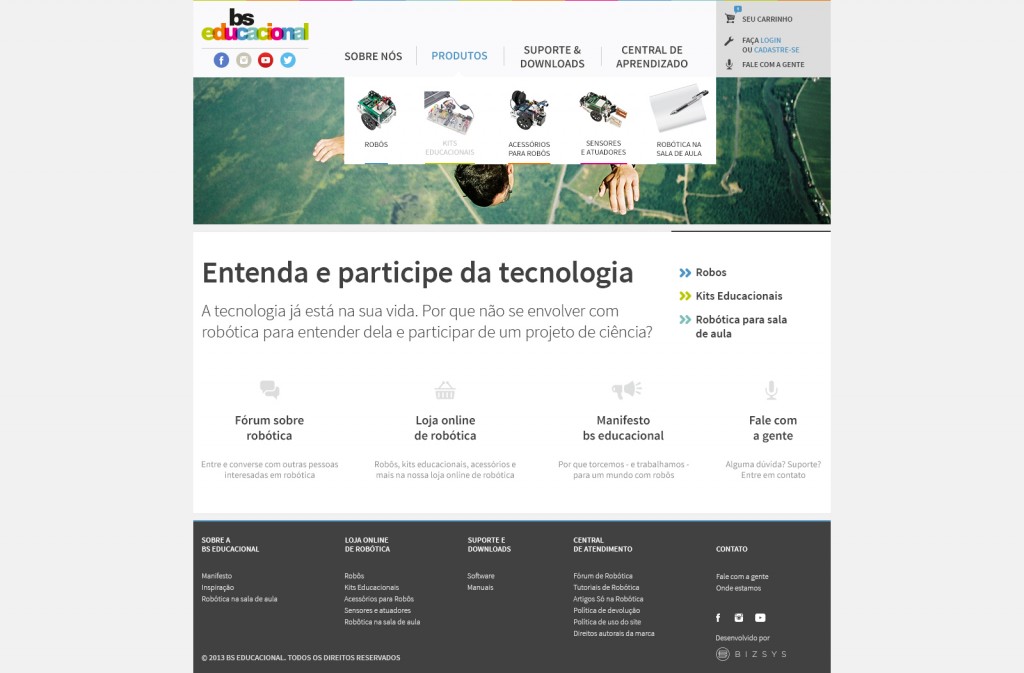 bs
educacional
SOBRE NÓS
PRODUTOS
SUPORTE &
DOWNLOADS
CENTRAL DE
APRENDIZADO
SEU CARRINHO
FAÇA LOGIN
OU CADASTRE-SE
FALE COM A GENTE
ROBÔS
KITS
EDUCACIONAIS
ACESSÓRIOS
PARA ROBÔS
SENSORES
E ATUADORES
ROBÓTICA NA
SALA DE AULA
Entenda e participe da tecnologia
A tecnologia já está na sua vida. Por que não se envolver com
robótica para entender dela e participar de um projeto de ciência?
Robos
Kits Educacionais
Robótica para sala
de aula
Fórum sobre
robótica
Entre e converse com outras pessoas
interesadas em robótica
Loja online
de robótica
Robôs, kits educacionais, acessórios e
mais na nossa loja online de robótica
Manifesto
bs educacional
Por que torcemos - e trabalhamos -
para um mundo com robôs
Fale com
a gente
Alguma dúvida? Suporte?
Entre em contato
SOBRE A
BS EDUCACIONAL
Manifesto
Inspiração
Robótica na sala de aula
LOJA ONLINE
DE ROBÓTICA
Robôs
Kits Educacionais
Acessórios para Robôs
Sensores e atuadores
Robótica na sala de aula
SUPORTE E
DOWNLOADS
Software
Manuais
CENTRAL
DE ATENDIMENTO
Fórum de Robótica
Tutoriais de Robótica
Artigos Só na Robótica
Política de devolução
Política de uso do site
Direitos autorais da marca
CONTATO
Fale com a gente
Onde estamos
Desenvolvido por
BIZSYS
© 2013 BS EDUCACIONAL. TODOS OS DIREITOS RESERVADOS